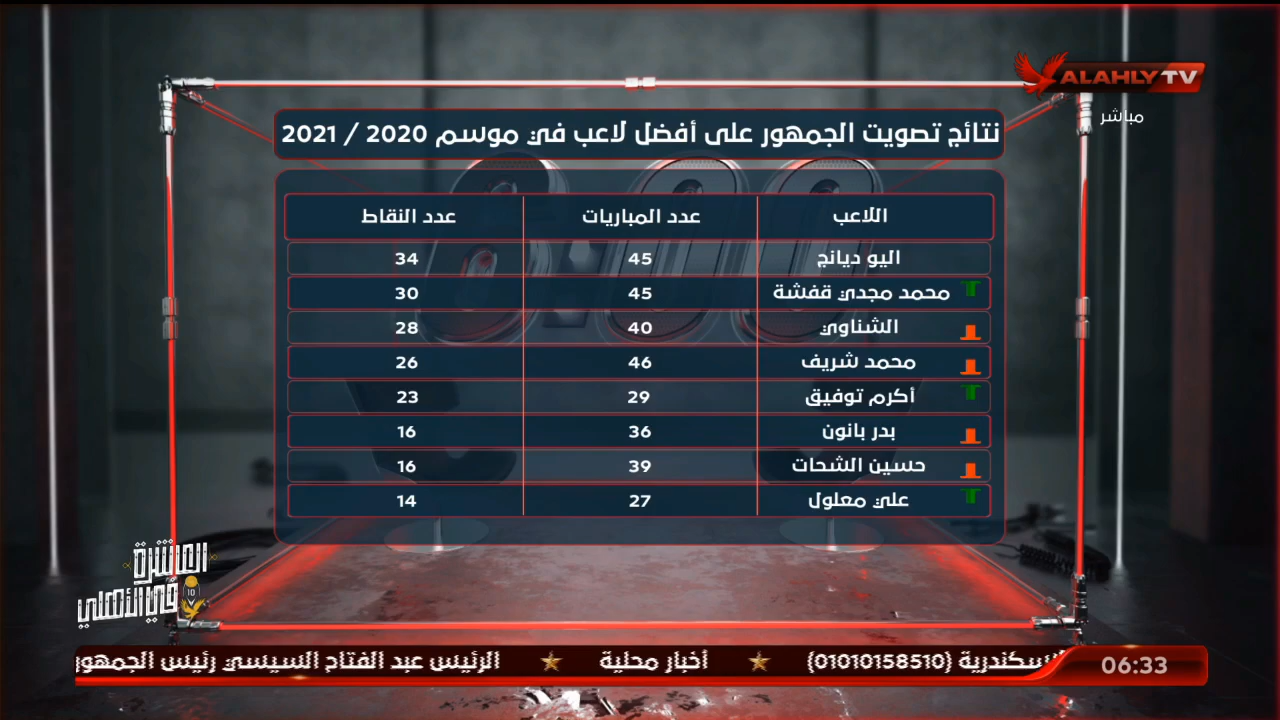 ALAHLY TV
مباشر
نتائج تصويت الجمهور على أفضل لاعب في موسم 2020 / 2021
اللاعب عدد المباريات عدد النقاط
اليو ديانج 45 34
محمد مجدي قفشة 45 30
الشناوي 40 28
محمد شريف 46 26
أكرم توفيق 29 23
بدر بانون 36 16
حسين الشحات 39 16
علي معلول 27 14
العاشرة
في الأهلي
10
06:33
الاسكندرية (01010158510) أخبار محلية الرئيس عبد الفتاح السيسي رئيس الجمهور